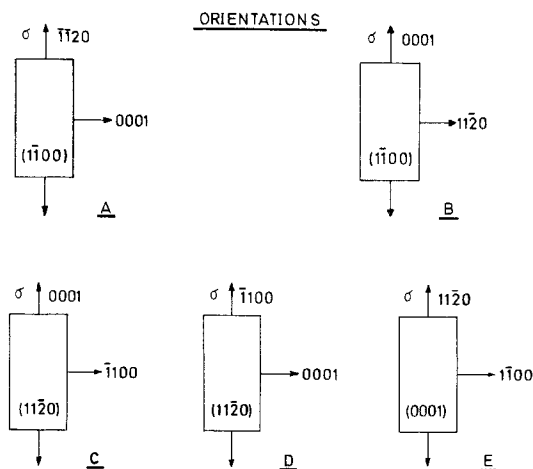 ORIENTATIONS
σ 1̅1̅20
0001
(11̅00)
A
σ 0001
112̅0
(11̅00)
B
σ 0001
1̅100
(112̅0)
C
σ 1̅100
0001
(112̅0)
D
σ 112̅0
11̅00
(0001)
E